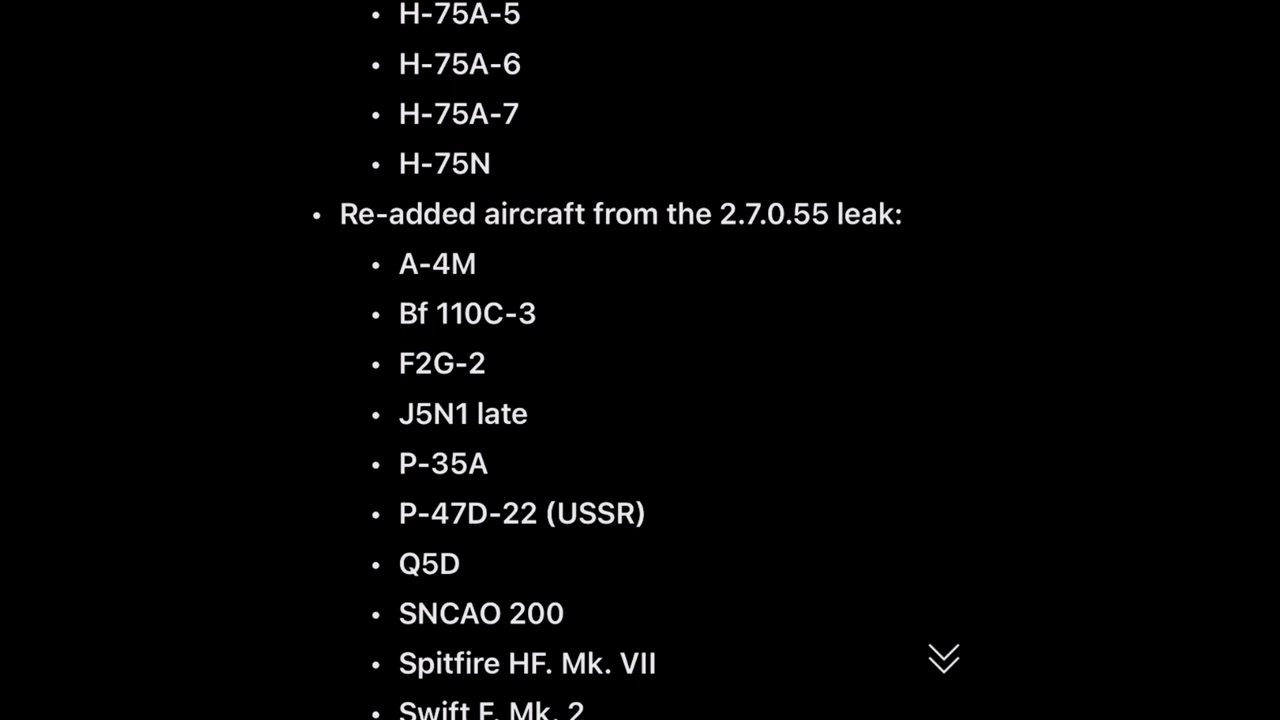 • H-75A-5
• H-75A-6
• H-75A-7
• H-75N
• Re-added aircraft from the 2.7.0.55 leak:
• A-4M
• Bf 110C-3
• F2G-2
• J5N1 late
• P-35A
• P-47D-22 (USSR)
• Q5D
• SNCAO 200
• Spitfire HF. Mk. VII
• Swift F. Mk. 2